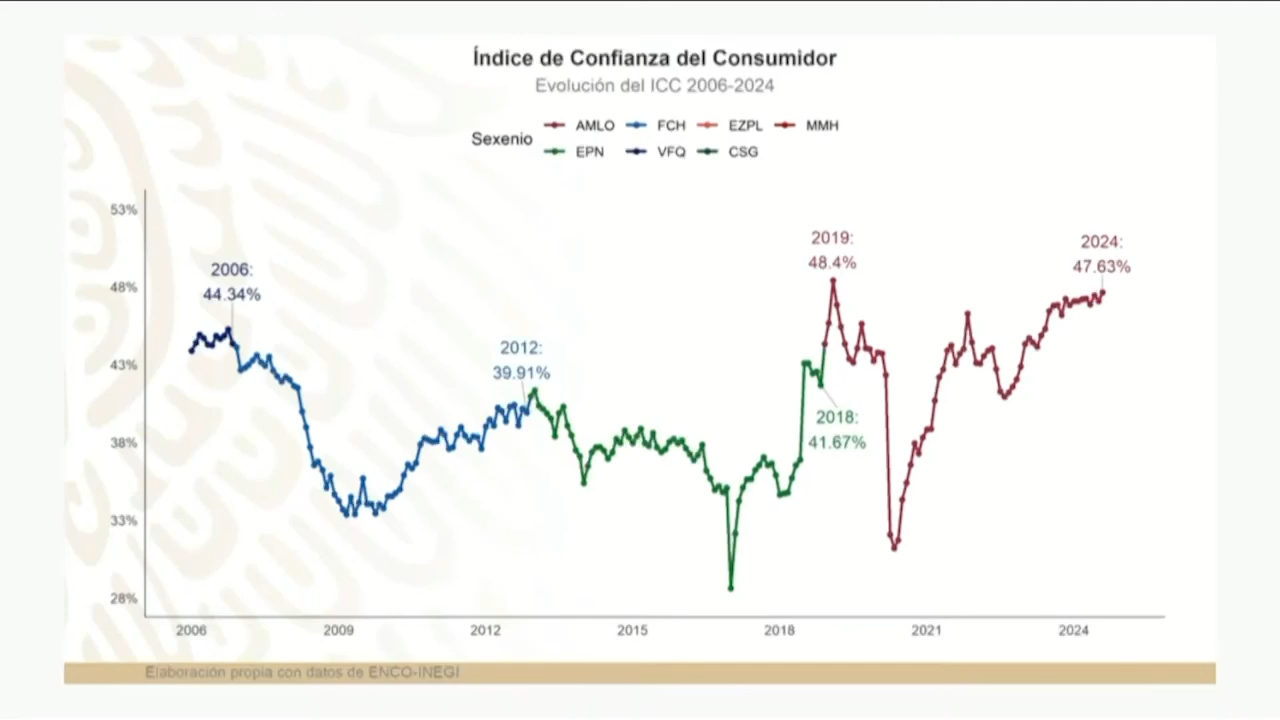 Índice de Confianza del Consumidor
Evolución del ICC 2006-2024
Sexenio
AMLO FCH EZPL MMH
EPN VFQ CSG
53%
48%
43%
38%
33%
28%
2006:
44.34%
2012:
39.91%
2019:
48.4%
2018:
41.67%
2024:
47.63%
2006 2009 2012 2015 2018 2021 2024
Elaboración propia con datos de ENCO-INEGI